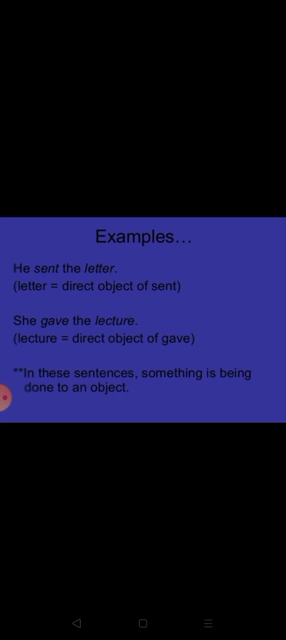 Examples…
He sent the letter.
(letter = direct object of sent)
She gave the lecture.
(lecture = direct object of gave)
**In these sentences, something is being
done to an object.